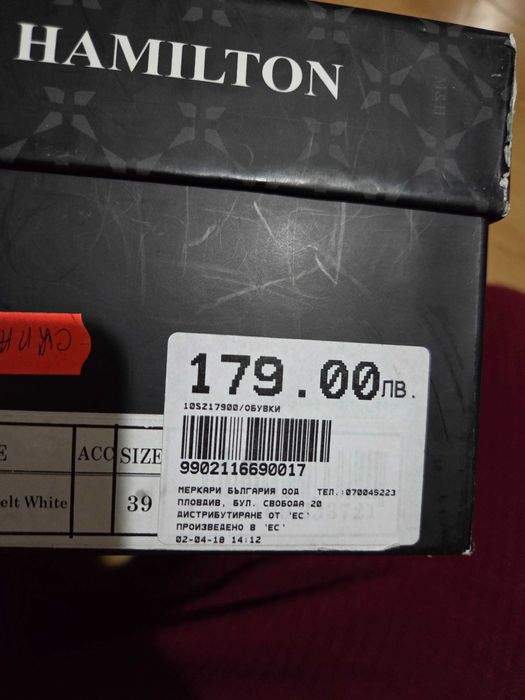 HAMILTON
179.00лв.
10SZ17900/ОБУВКИ
9902116690017
МЕРКАРИ БЪЛГАРИЯ ООД ТЕЛ.:070045223
ПЛОВДИВ, БУЛ. СВОБОДА 20
ДИСТРИБУТИРАНЕ ОТ 'ЕС'
ПРОИЗВЕДЕНО В 'ЕС'
02-04-18 14:12
E ACC SIZE
elt White 39